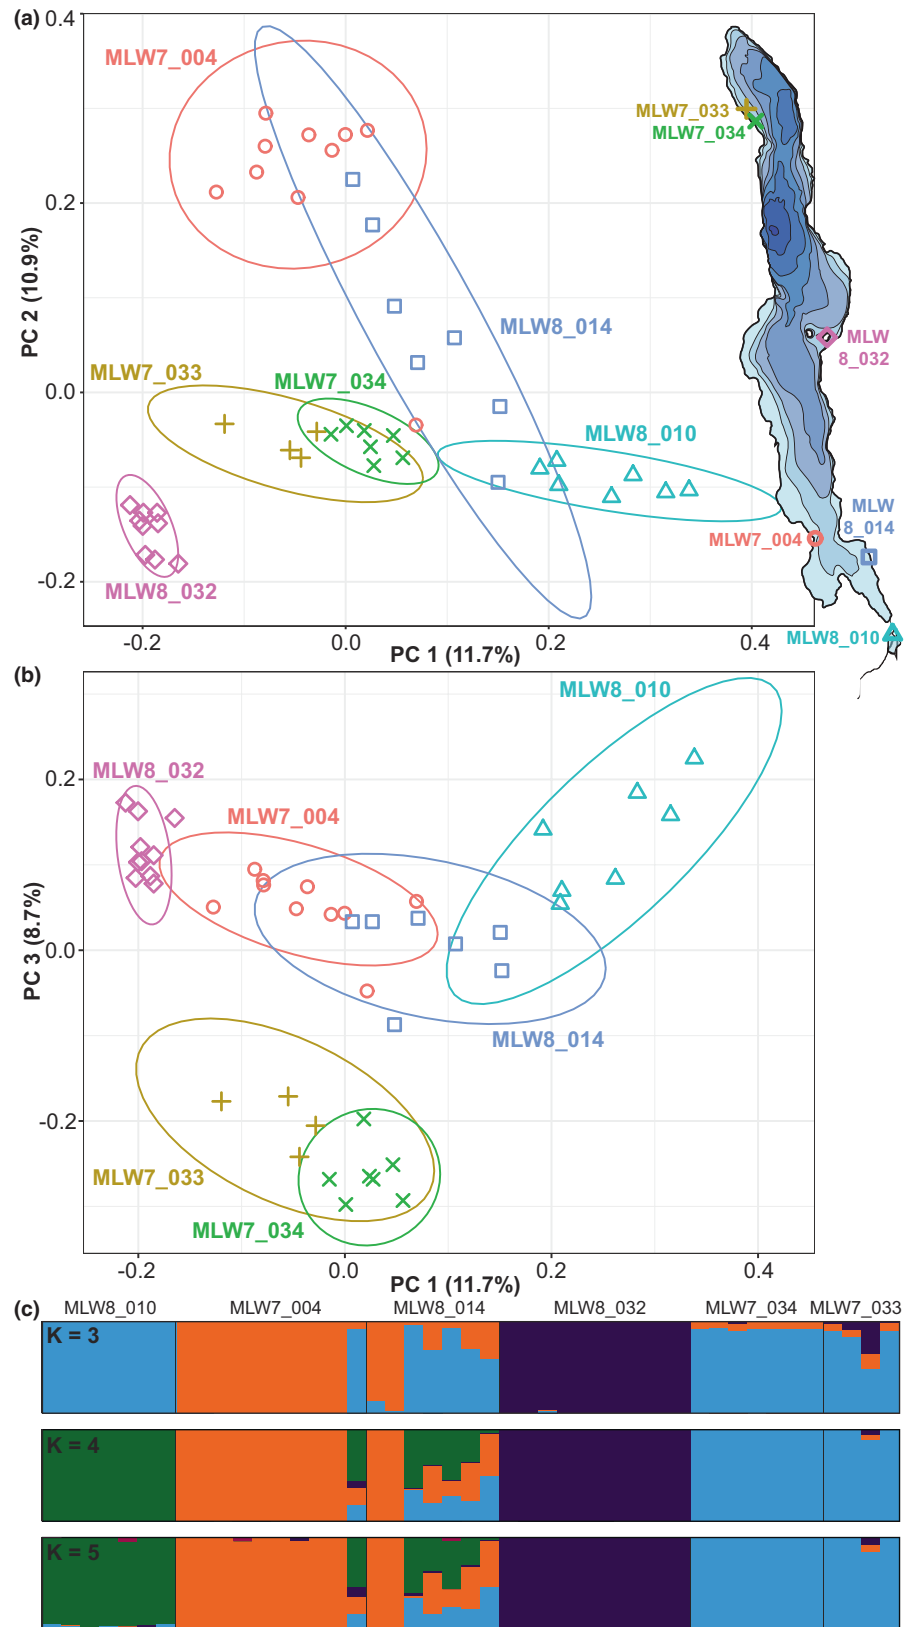 (a)
0.4
0.2
0.0
-0.2
PC 2 (10.9%)
MLW7_004
MLW8_014
MLW7_033
MLW7_034
MLW8_010
MLW8_032
MLW7_033
MLW7_034
MLW
8_032
MLW
8_014
MLW7_004
MLW8_010
-0.2
0.0
0.2
0.4
PC 1 (11.7%)
(b)
0.2
0.0
-0.2
PC 3 (8.7%)
MLW8_010
MLW8_032
MLW7_004
MLW8_014
MLW7_033
MLW7_034
-0.2
0.0
0.2
0.4
PC 1 (11.7%)
(c)
MLW8_010 MLW7_004 MLW8_014 MLW8_032 MLW7_034 MLW7_033
K = 3
K = 4
K = 5